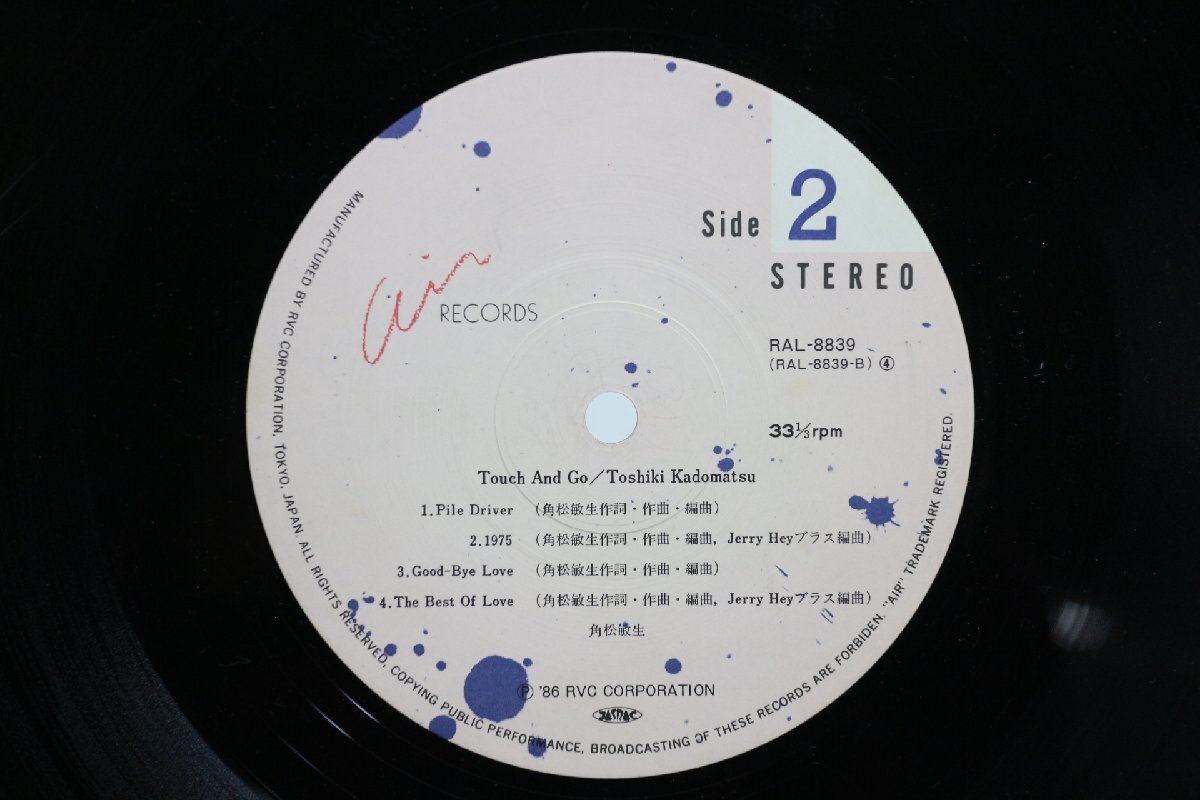 Side 2
STEREO
Air
RECORDS
RAL-8839
(RAL-8839-B) ④
33⅓rpm
Touch And Go／Toshiki Kadomatsu
1.Pile Driver （角松敏生作詞・作曲・編曲）
2.1975 （角松敏生作詞・作曲・編曲, Jerry Heyブラス編曲）
3.Good-Bye Love （角松敏生作詞・作曲・編曲）
4.The Best Of Love （角松敏生作詞・作曲・編曲, Jerry Heyブラス編曲）
角松敏生
Ⓟ '86 RVC CORPORATION
JASRAC
MANUFACTURED BY RVC CORPORATION, TOKYO, JAPAN. ALL RIGHTS RESERVED, COPYING PUBLIC PERFORMANCE, BROADCASTING OF THESE RECORDS ARE FORBIDDEN. "AIR" TRADEMARK REGISTERED.